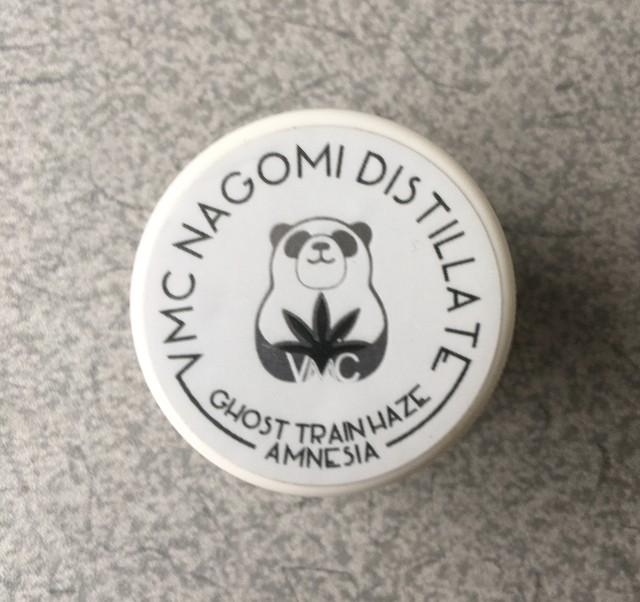 VMC NAGOMI DISTILLATE
VMC
GHOST TRAIN HAZE
AMNESIA